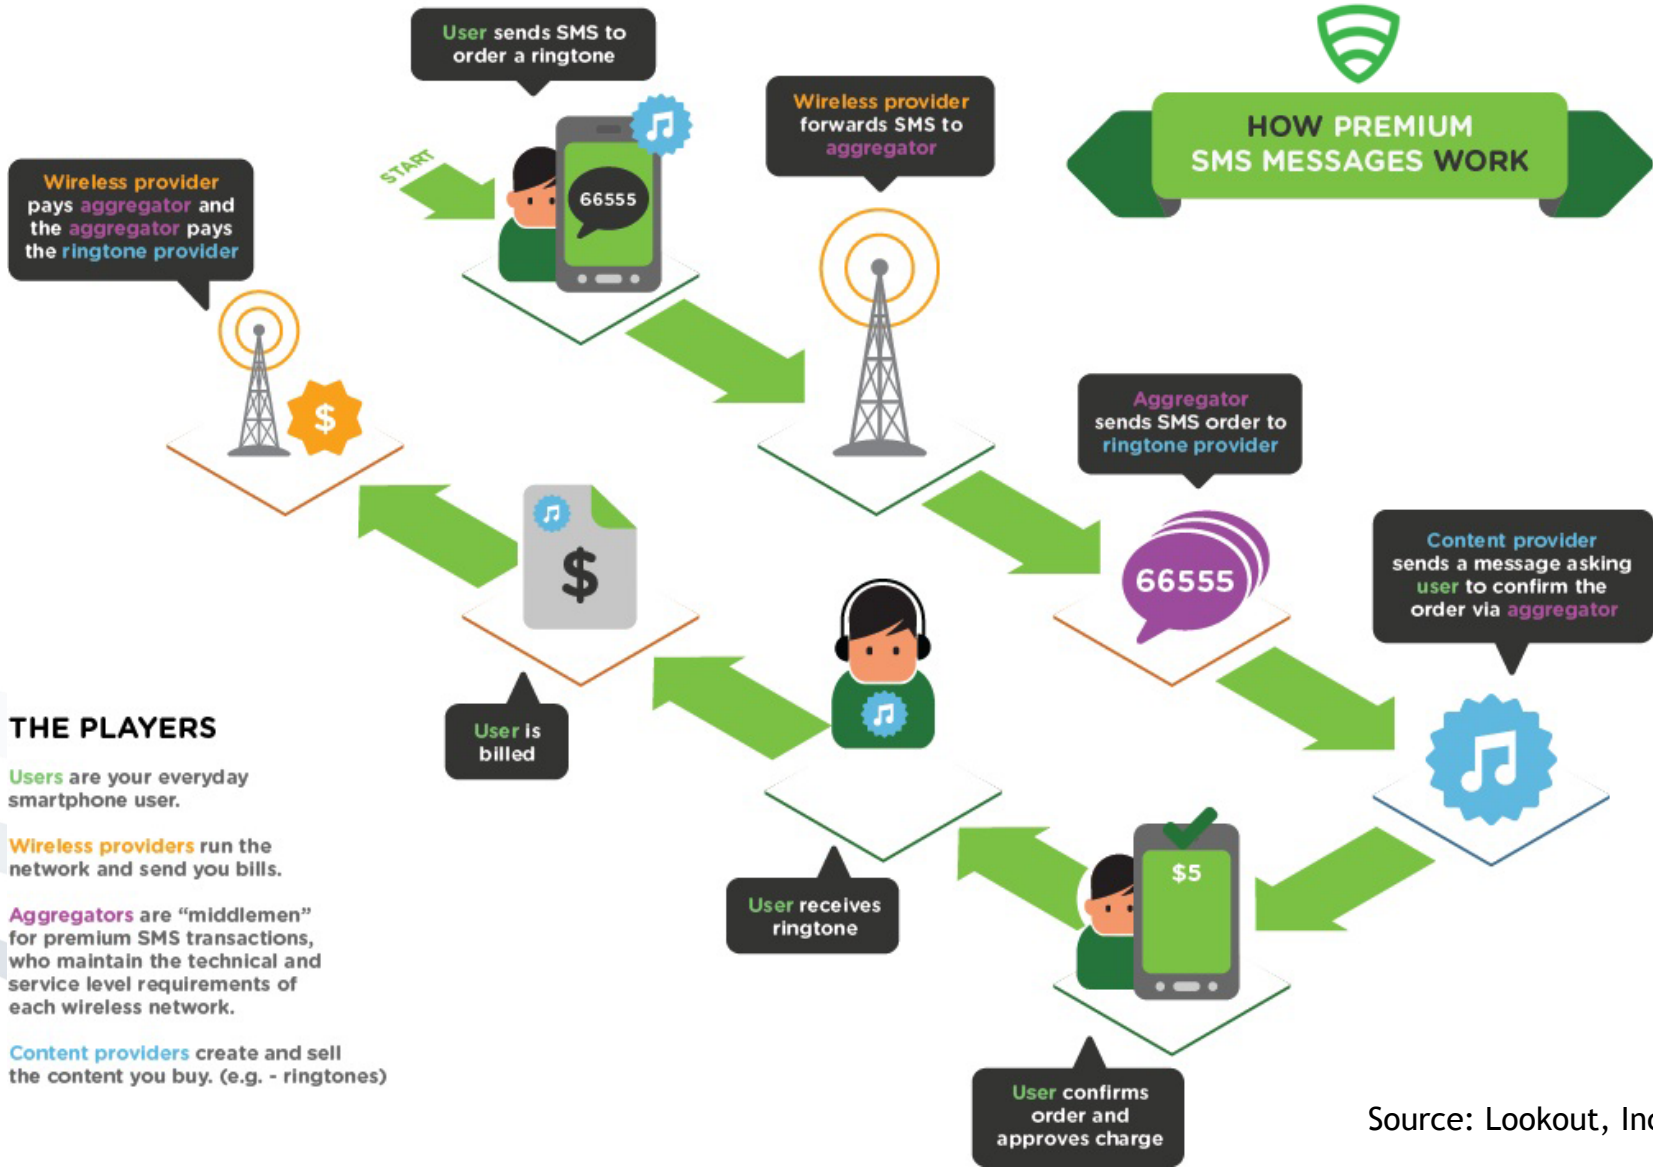 HOW PREMIUM
SMS MESSAGES WORK
START
User sends SMS to
order a ringtone
66555
Wireless provider
forwards SMS to
aggregator
Aggregator
sends SMS order to
ringtone provider
66555
Content provider
sends a message asking
user to confirm the
order via aggregator
$5
User confirms
order and
approves charge
User receives
ringtone
$
User is
billed
Wireless provider
pays aggregator and
the aggregator pays
the ringtone provider
$
THE PLAYERS
Users are your everyday
smartphone user.
Wireless providers run the
network and send you bills.
Aggregators are “middlemen”
for premium SMS transactions,
who maintain the technical and
service level requirements of
each wireless network.
Content providers create and sell
the content you buy. (e.g. - ringtones)
Source: Lookout, Inc